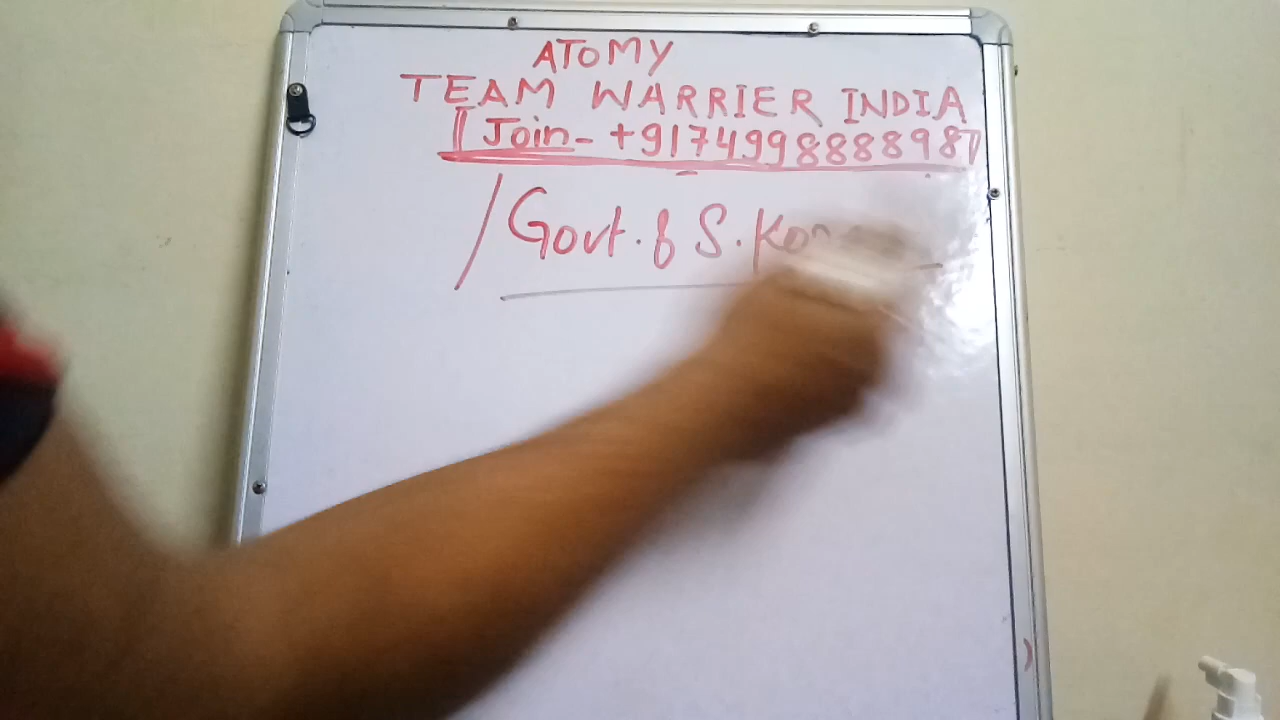 ATOMY
TEAM WARRIER INDIA
Join - +917499888898
Govt. of S.